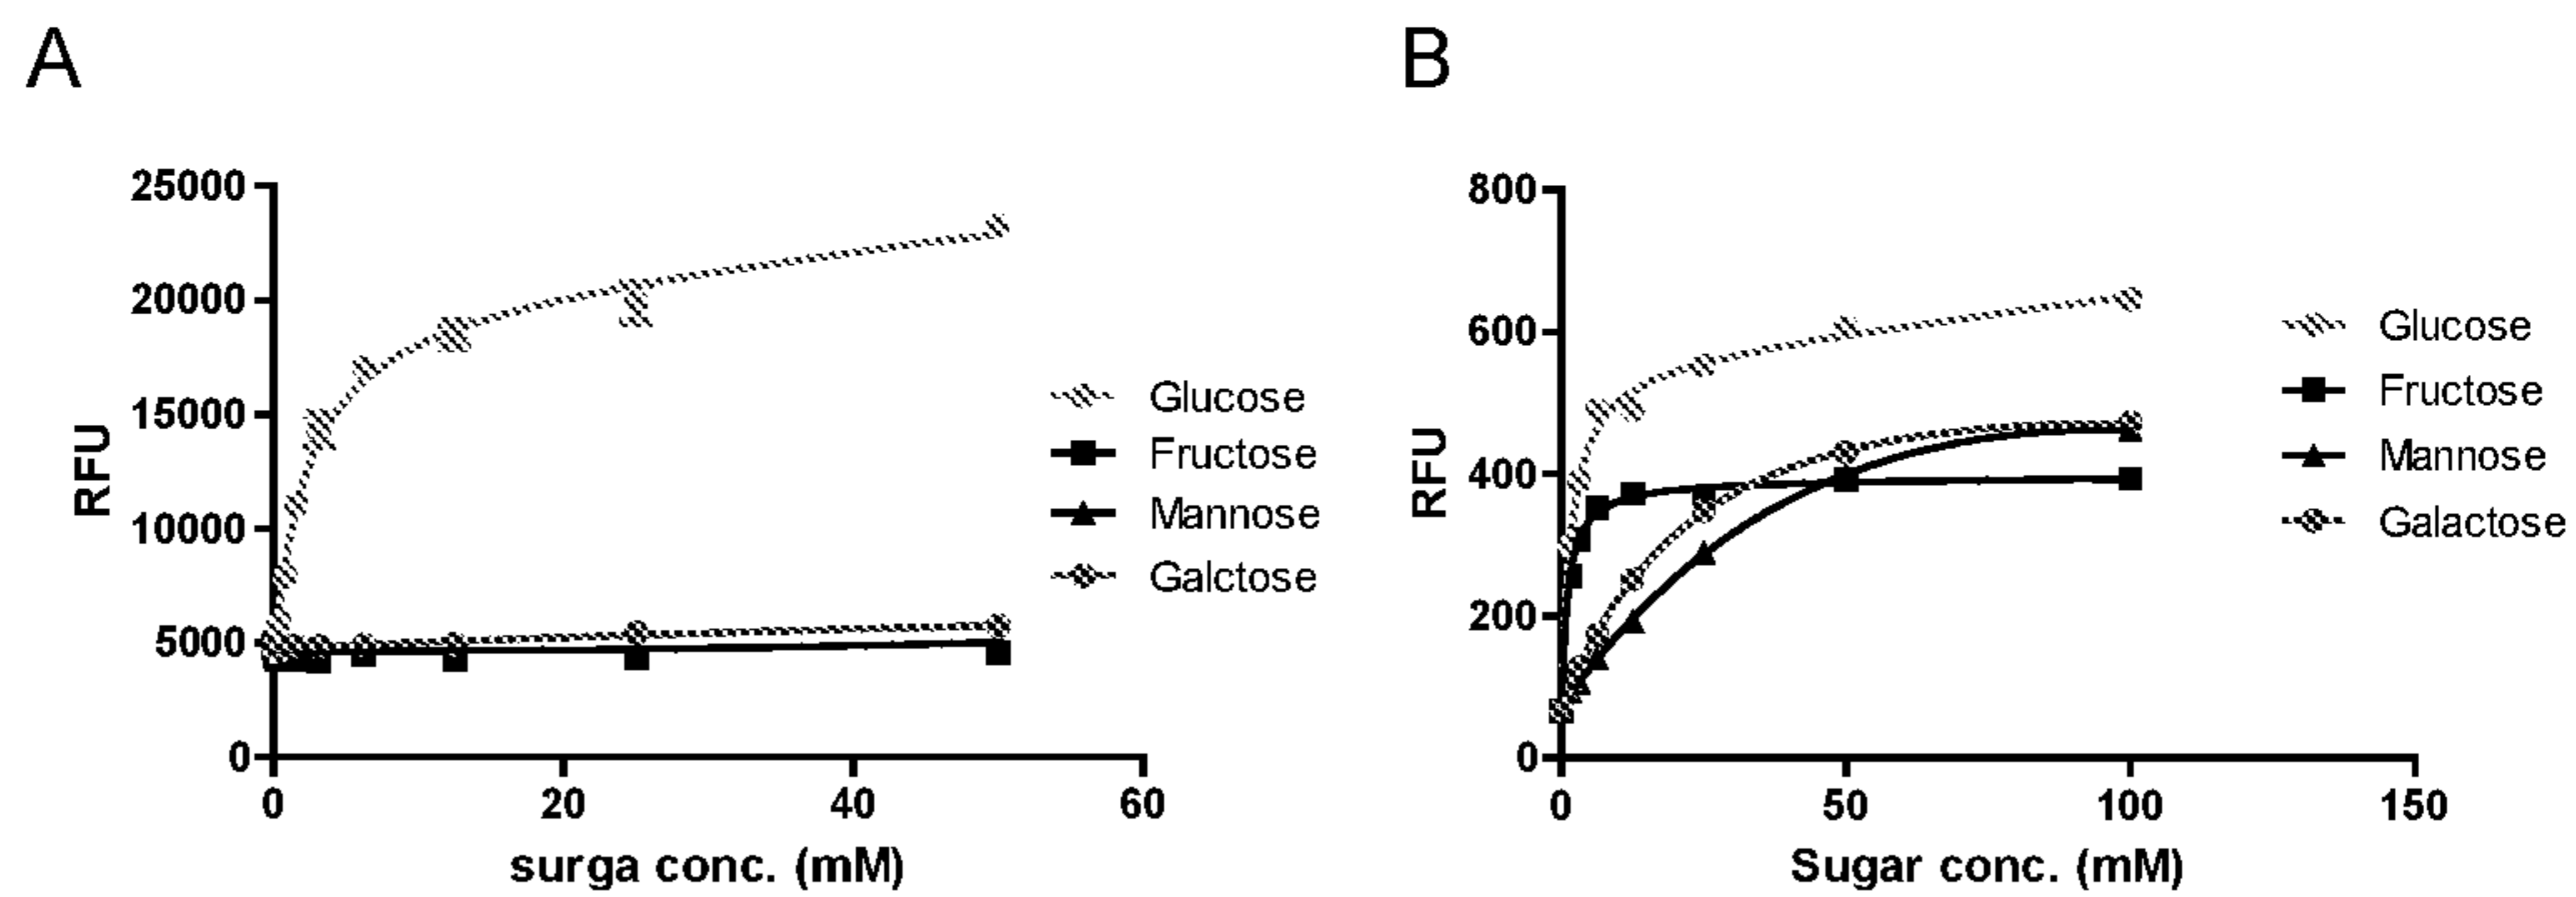 A
25000
20000
15000
10000
5000
0
RFU
0 20 40 60
surga conc. (mM)
Glucose
Fructose
Mannose
Galctose
B
800
600
400
200
0
RFU
0 50 100 150
Sugar conc. (mM)
Glucose
Fructose
Mannose
Galactose